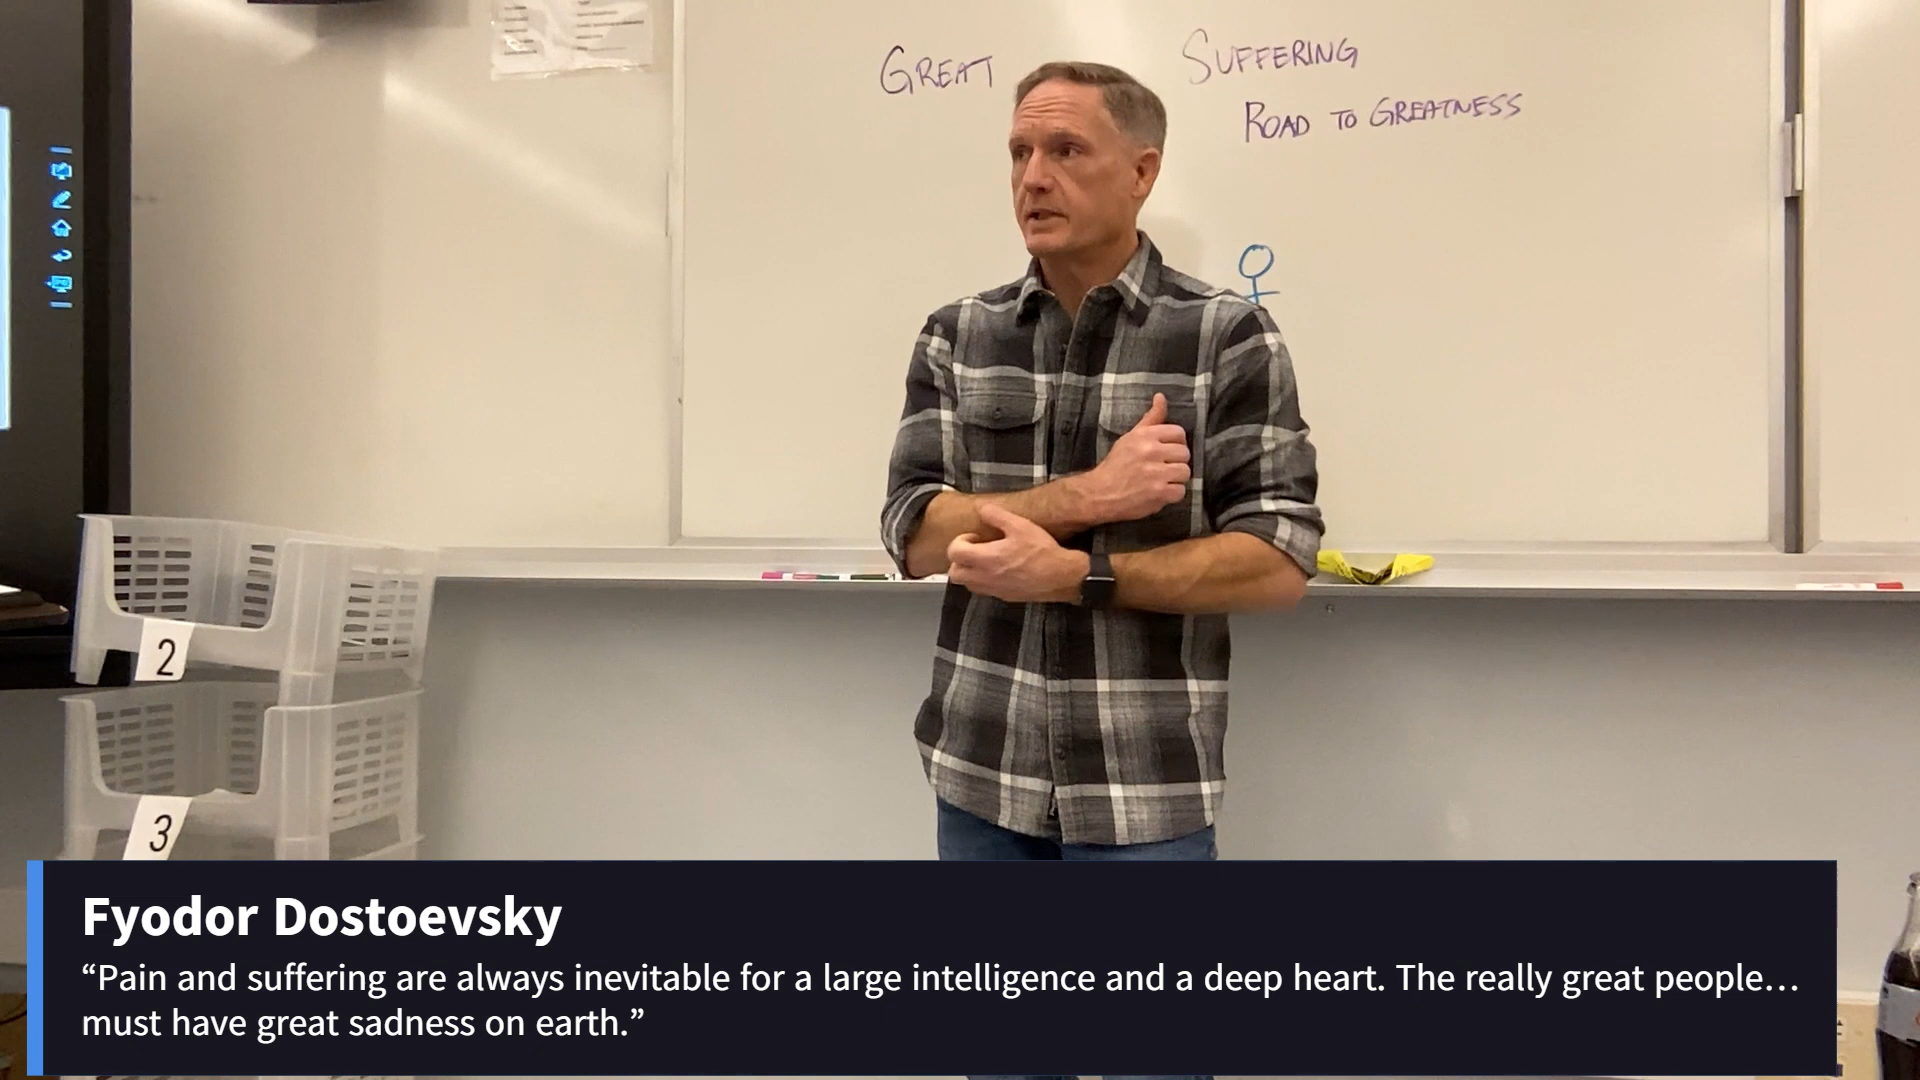 GREAT
SUFFERING
ROAD TO GREATNESS
2
3
Fyodor Dostoevsky
“Pain and suffering are always inevitable for a large intelligence and a deep heart. The really great people…
must have great sadness on earth.”